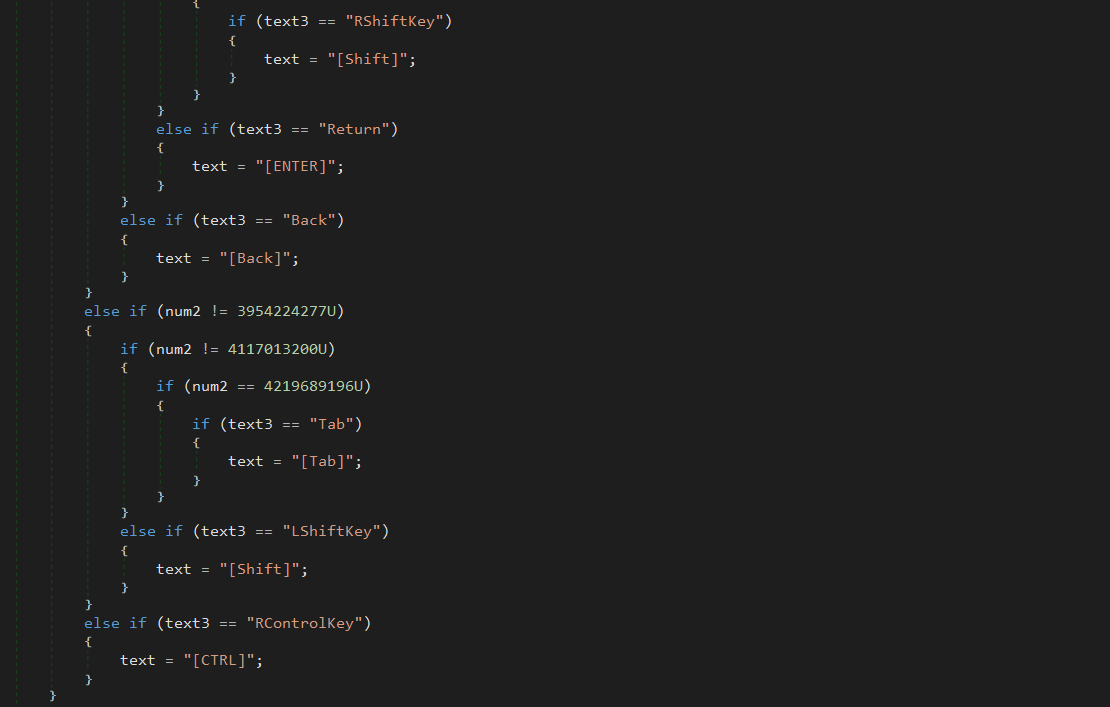 {
if (text3 == "RShiftKey")
{
text = "[Shift]";
}
}
}
else if (text3 == "Return")
{
text = "[ENTER]";
}
}
else if (text3 == "Back")
{
text = "[Back]";
}
}
else if (num2 != 3954224277U)
{
if (num2 != 4117013200U)
{
if (num2 == 4219689196U)
{
if (text3 == "Tab")
{
text = "[Tab]";
}
}
}
else if (text3 == "LShiftKey")
{
text = "[Shift]";
}
}
else if (text3 == "RControlKey")
{
text = "[CTRL]";
}
}